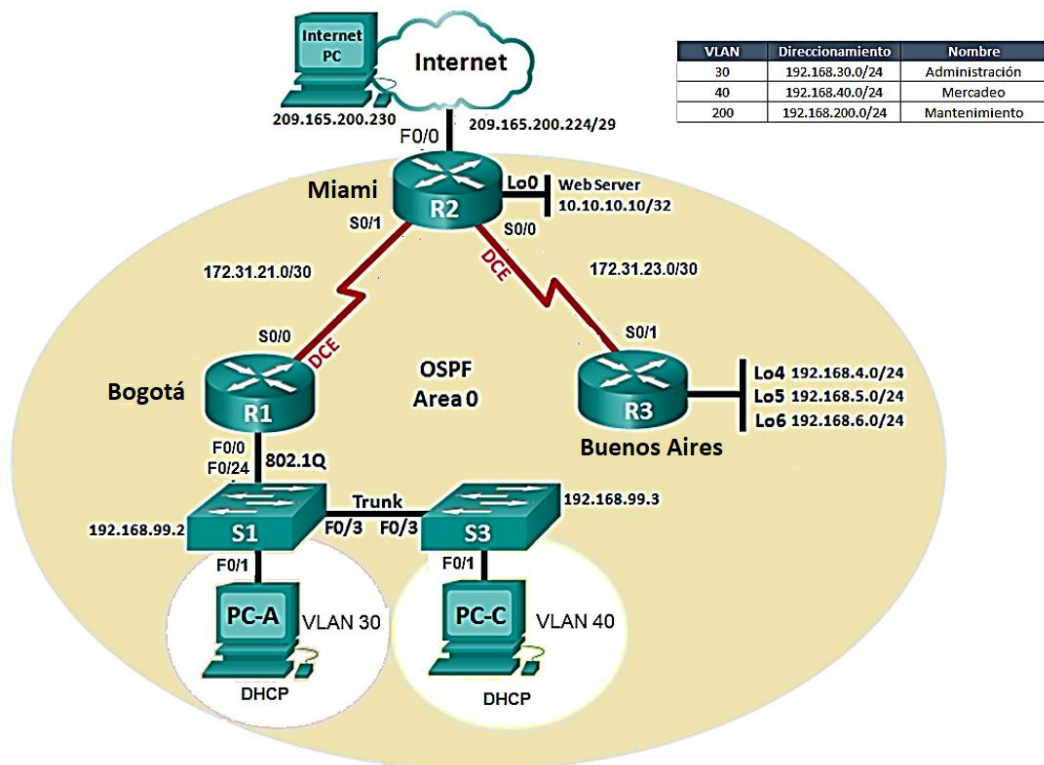 Internet
PC
Internet
209.165.200.230
209.165.200.224/29
F0/0
VLAN Direccionamiento Nombre
30 192.168.30.0/24 Administración
40 192.168.40.0/24 Mercadeo
200 192.168.200.0/24 Mantenimiento
Miami
R2
Lo0
Web Server
10.10.10.10/32
S0/1
S0/0
DCE
172.31.21.0/30
172.31.23.0/30
S0/0
DCE
S0/1
Bogotá
R1
OSPF
Area 0
R3
Buenos Aires
Lo4 192.168.4.0/24
Lo5 192.168.5.0/24
Lo6 192.168.6.0/24
F0/0
F0/24
802.1Q
Trunk
192.168.99.2
S1
F0/3
F0/3
S3
192.168.99.3
F0/1
F0/1
PC-A
VLAN 30
DHCP
PC-C
VLAN 40
DHCP